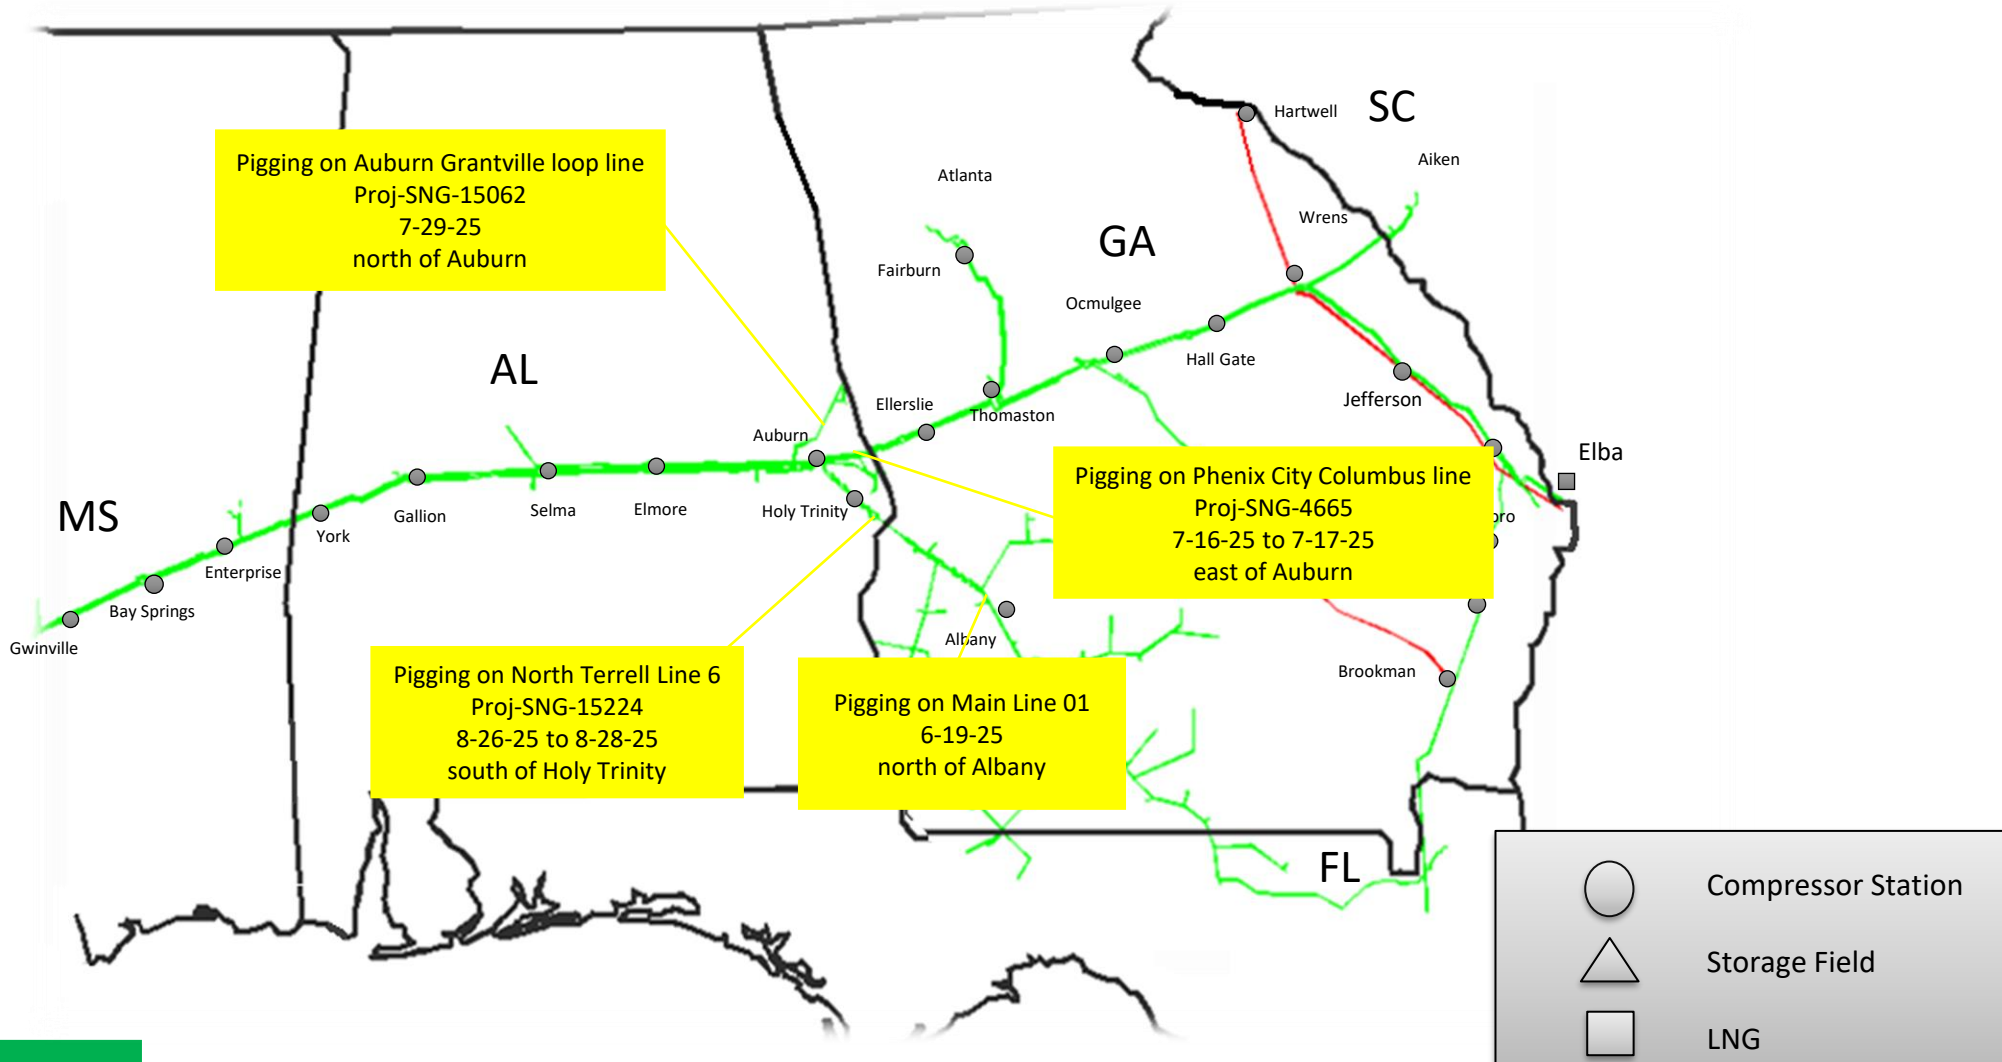 Hartwell
SC
Aiken
Pigging on Auburn Grantville loop line
Proj-SNG-15062
7-29-25
north of Auburn
Atlanta
Wrens
GA
Fairburn
Ocmulgee
Hall Gate
AL
Jefferson
Ellerslie
Thomaston
Auburn
Elba
Pigging on Phenix City Columbus line
Proj-SNG-4665
7-16-25 to 7-17-25
east of Auburn
MS
Gallion
Selma
Elmore
Holy Trinity
York
Enterprise
Bay Springs
Gwinville
Albany
Brookman
Pigging on North Terrell Line 6
Proj-SNG-15224
8-26-25 to 8-28-25
south of Holy Trinity
Pigging on Main Line 01
6-19-25
north of Albany
FL
Compressor Station
Storage Field
LNG